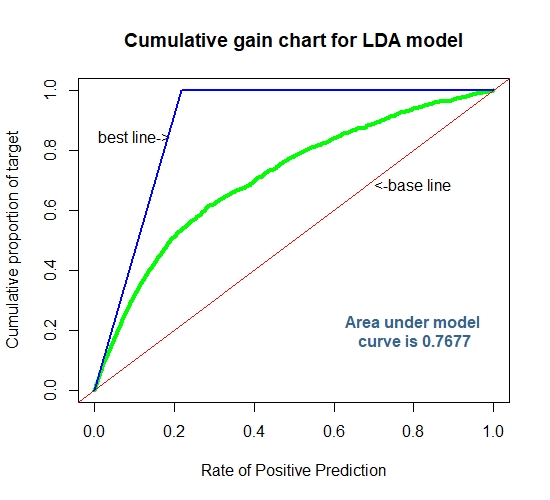 Cumulative gain chart for LDA model
Cumulative proportion of target
1.0
0.8
0.6
0.4
0.2
0.0
best line->
<-base line
Area under model
curve is 0.7677
0.0 0.2 0.4 0.6 0.8 1.0
Rate of Positive Prediction